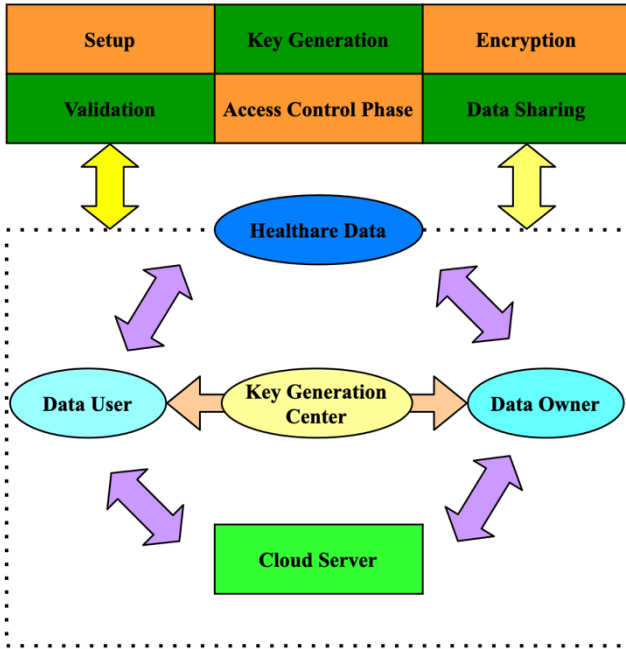 Setup
Key Generation
Encryption
Validation
Access Control Phase
Data Sharing
Healthare Data
Data User
Key Generation
Center
Data Owner
Cloud Server